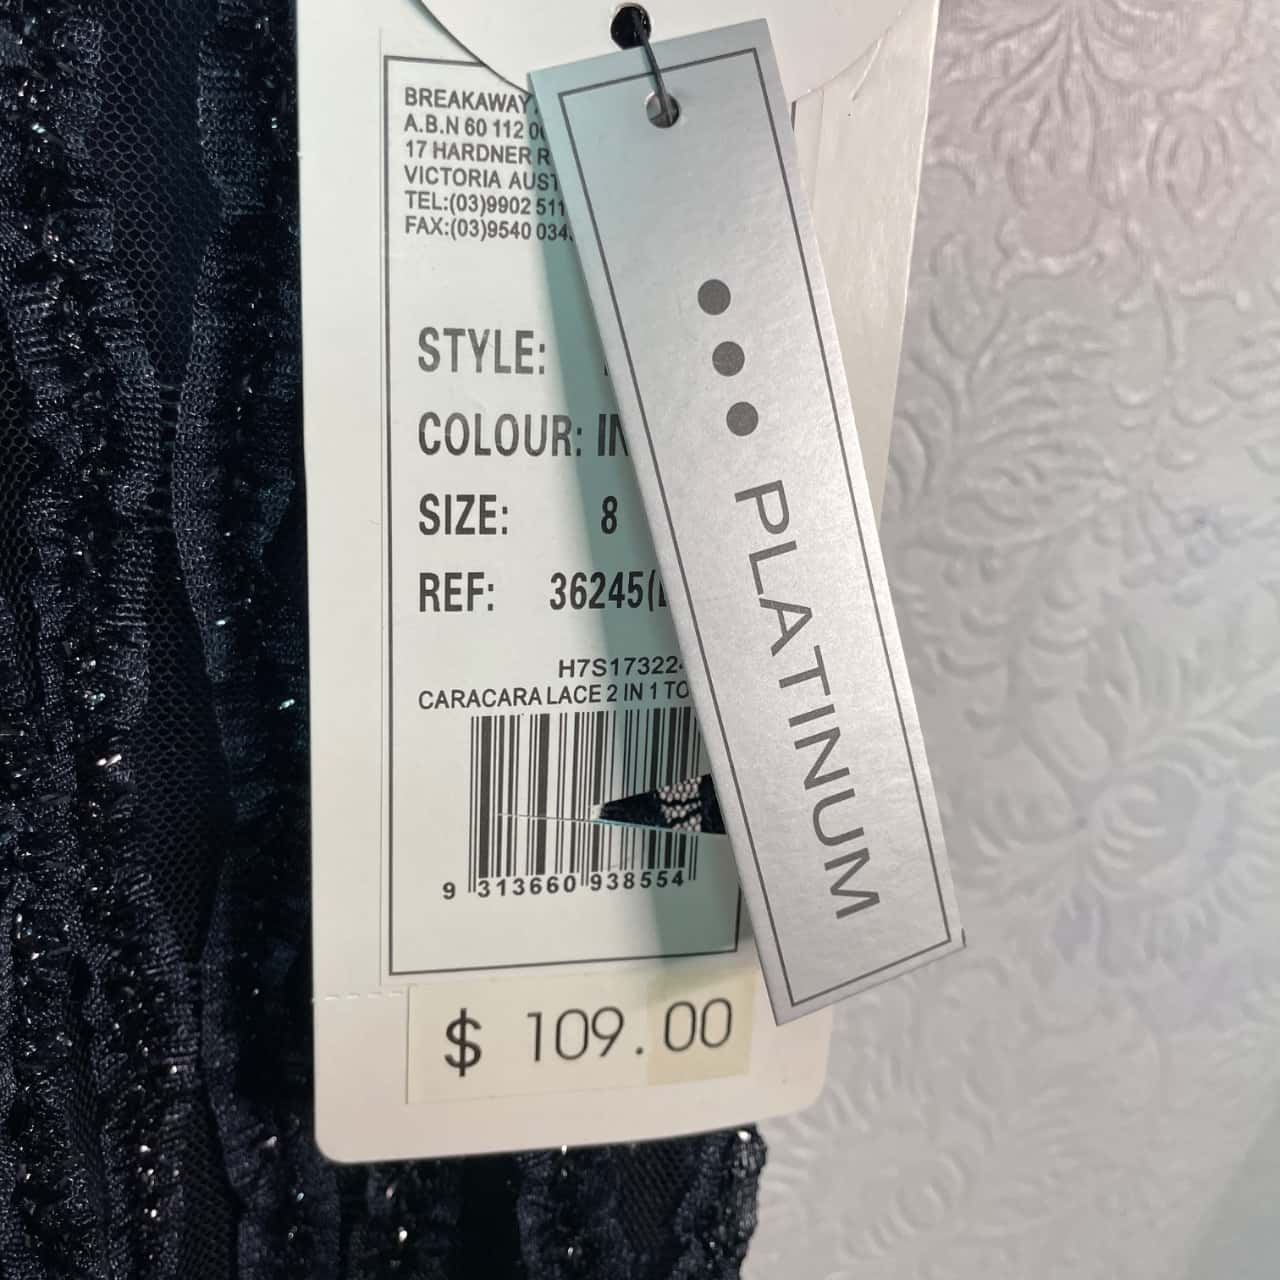 BREAKAWAY
A.B.N 60 112
17 HARDNER
VICTORIA
TEL:(03)9902
FAX:(03)9540
STYLE:
COLOUR:
SIZE: 8
REF: 36245
H7S17322
CARACARA LACE 2 IN 1
9 313660 938554
$ 109.00
PLATINUM